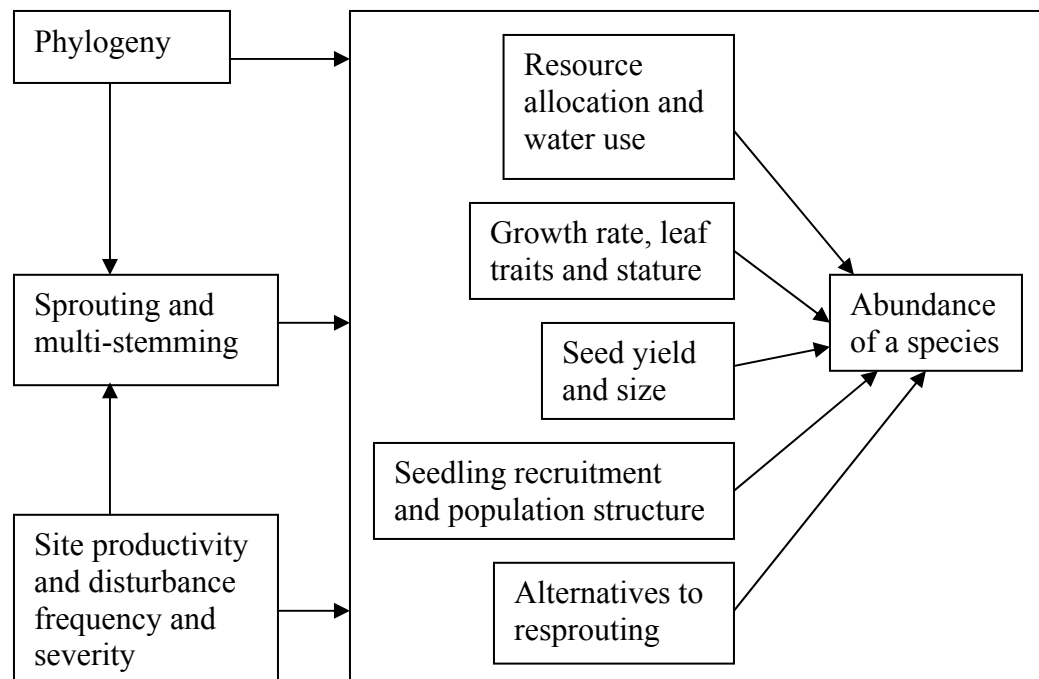 Phylogeny
Sprouting and
multi-stemming
Site productivity
and disturbance
frequency and
severity
Resource
allocation and
water use
Growth rate, leaf
traits and stature
Seed yield
and size
Seedling recruitment
and population structure
Alternatives to
resprouting
Abundance
of a species